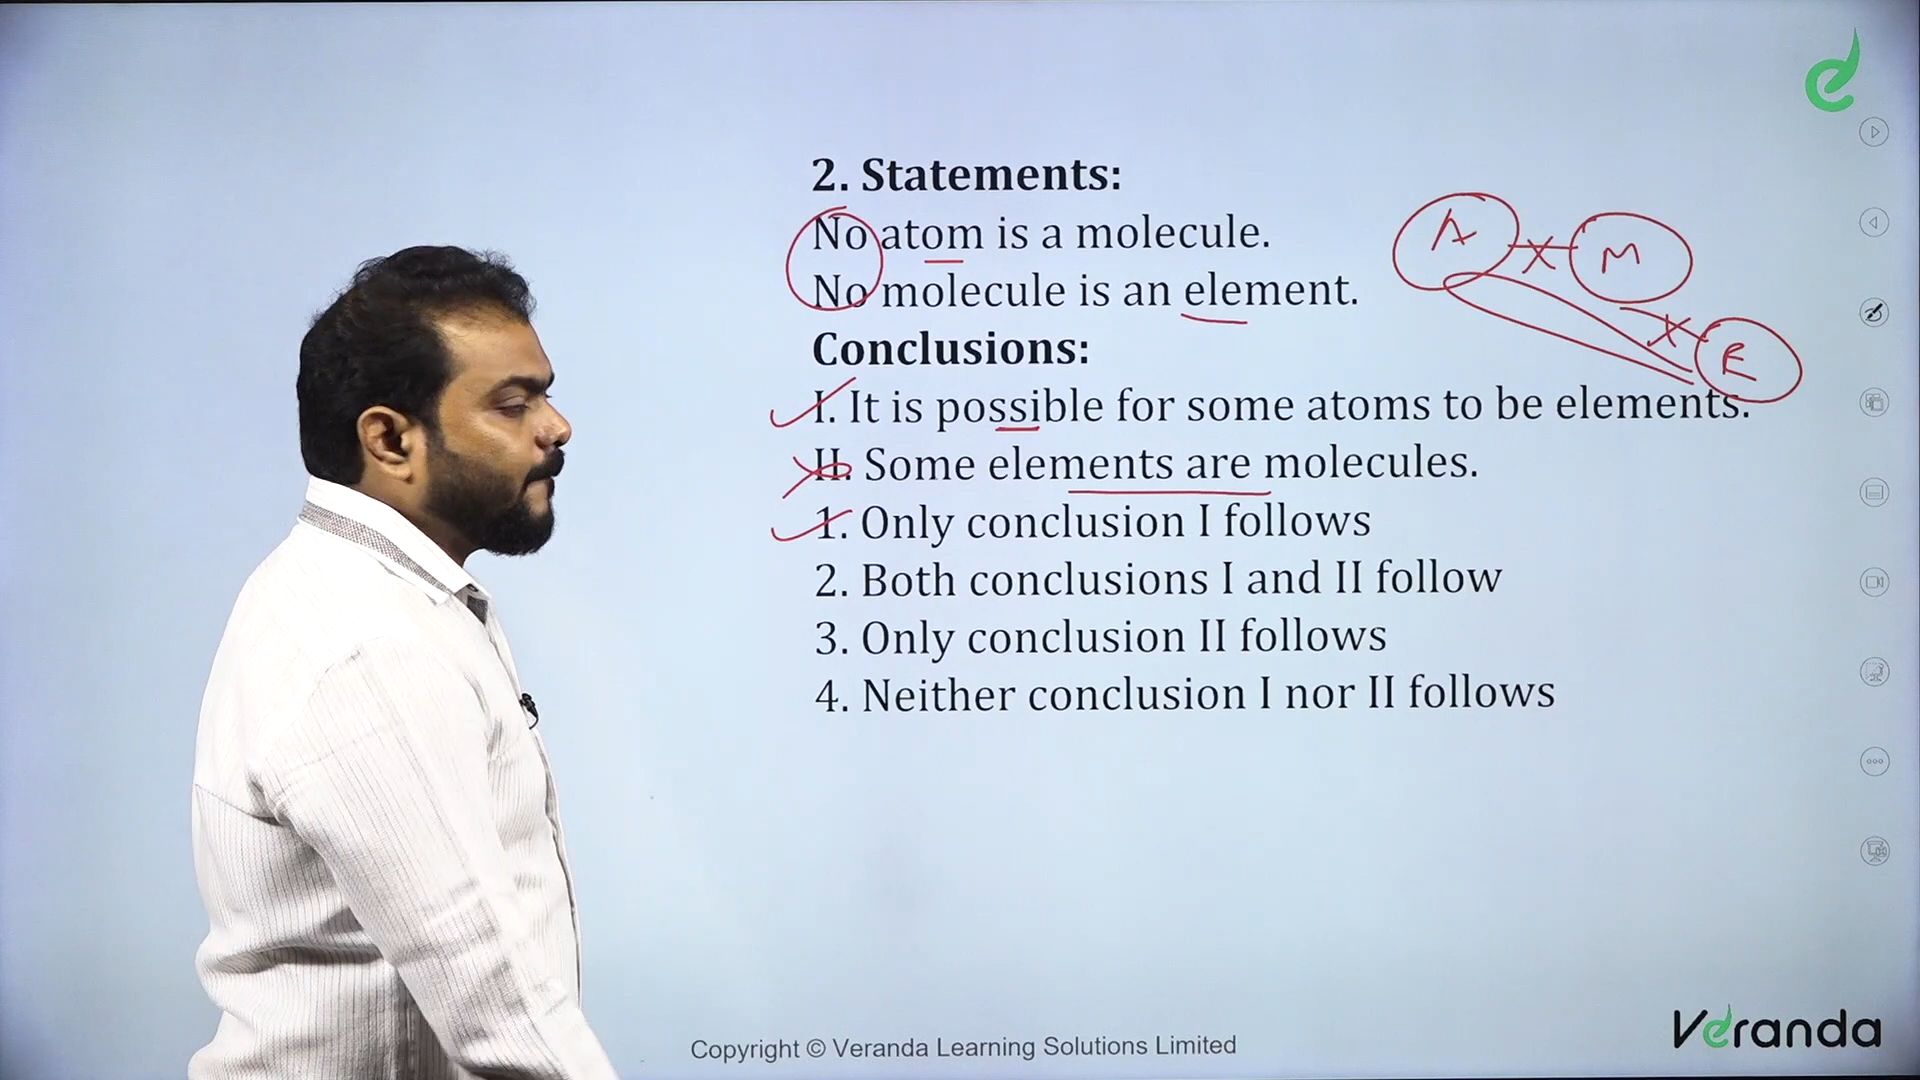 2. Statements:
No atom is a molecule.
No molecule is an element.
Conclusions:
I. It is possible for some atoms to be elements.
II. Some elements are molecules.
1. Only conclusion I follows
2. Both conclusions I and II follow
3. Only conclusion II follows
4. Neither conclusion I nor II follows
A
M
E
Copyright © Veranda Learning Solutions Limited
Veranda